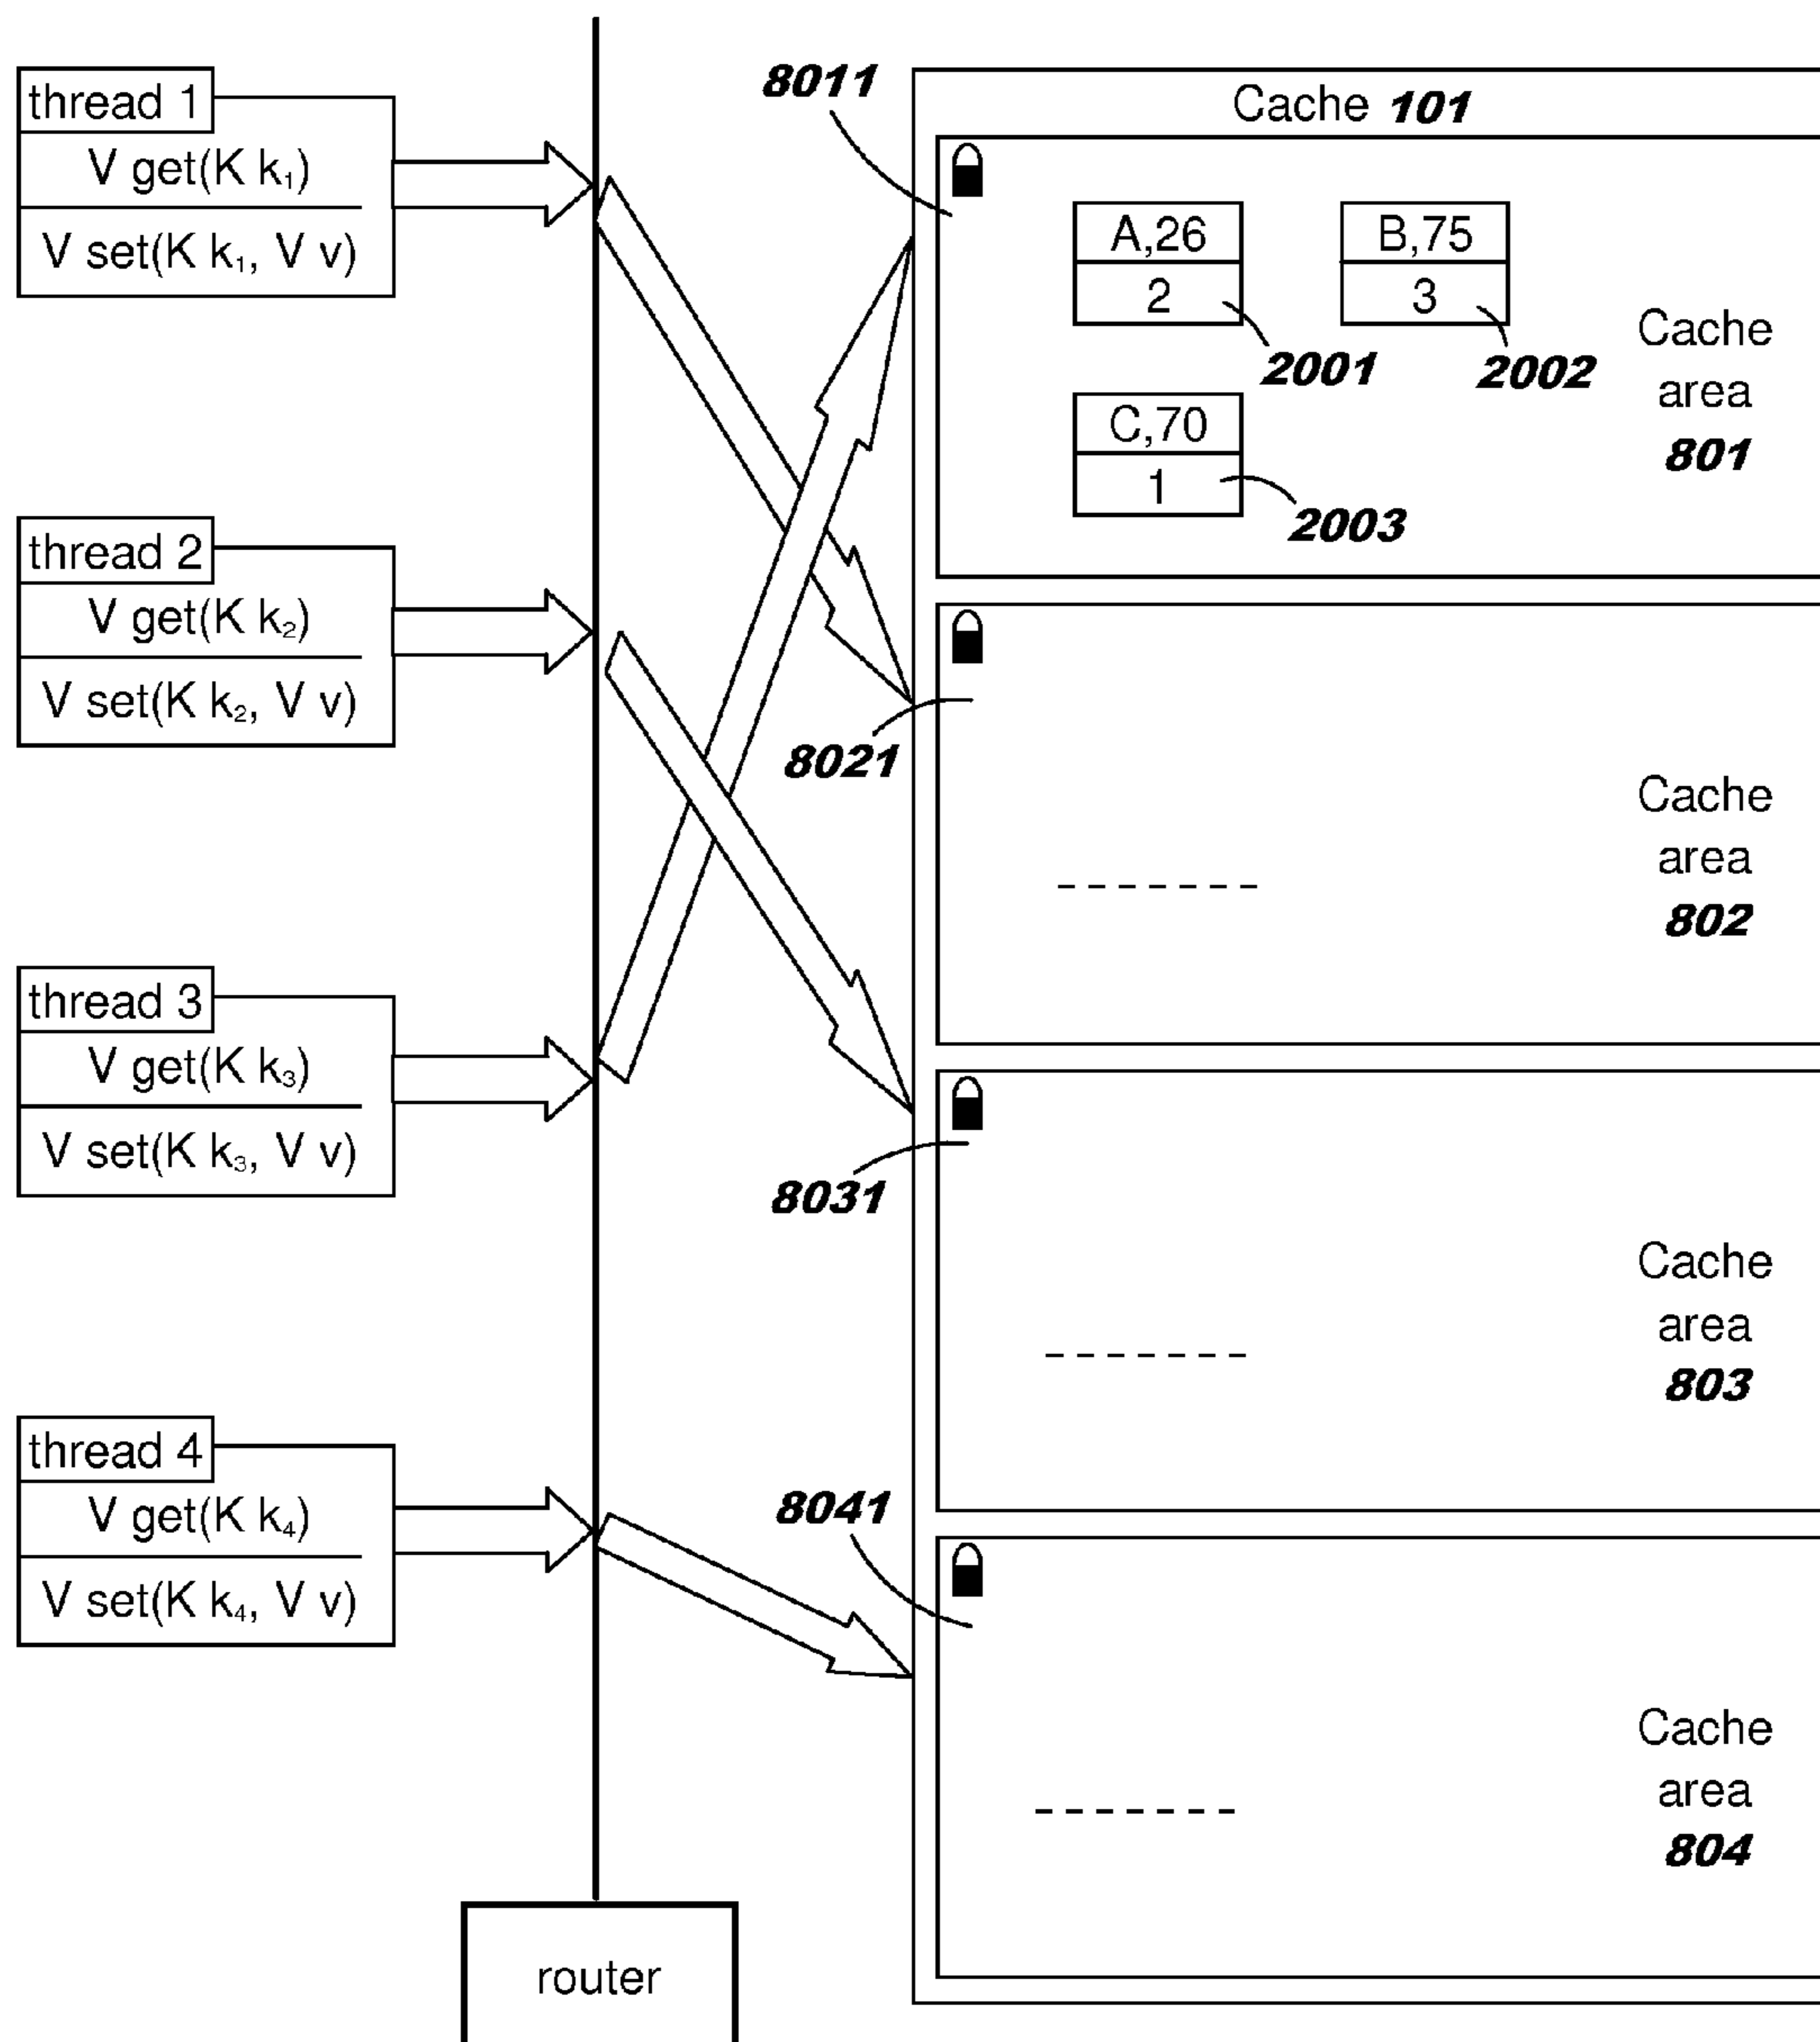 thread 1
V get(K k₁)
V set(K k₁, V v)
thread 2
V get(K k₂)
V set(K k₂, V v)
thread 3
V get(K k₃)
V set(K k₃, V v)
thread 4
V get(K k₄)
V set(K k₄, V v)
router
8011
8021
8031
8041
Cache 101
A,26
2
2001
B,75
3
2002
C,70
1
2003
Cache
area
801
Cache
area
802
Cache
area
803
Cache
area
804